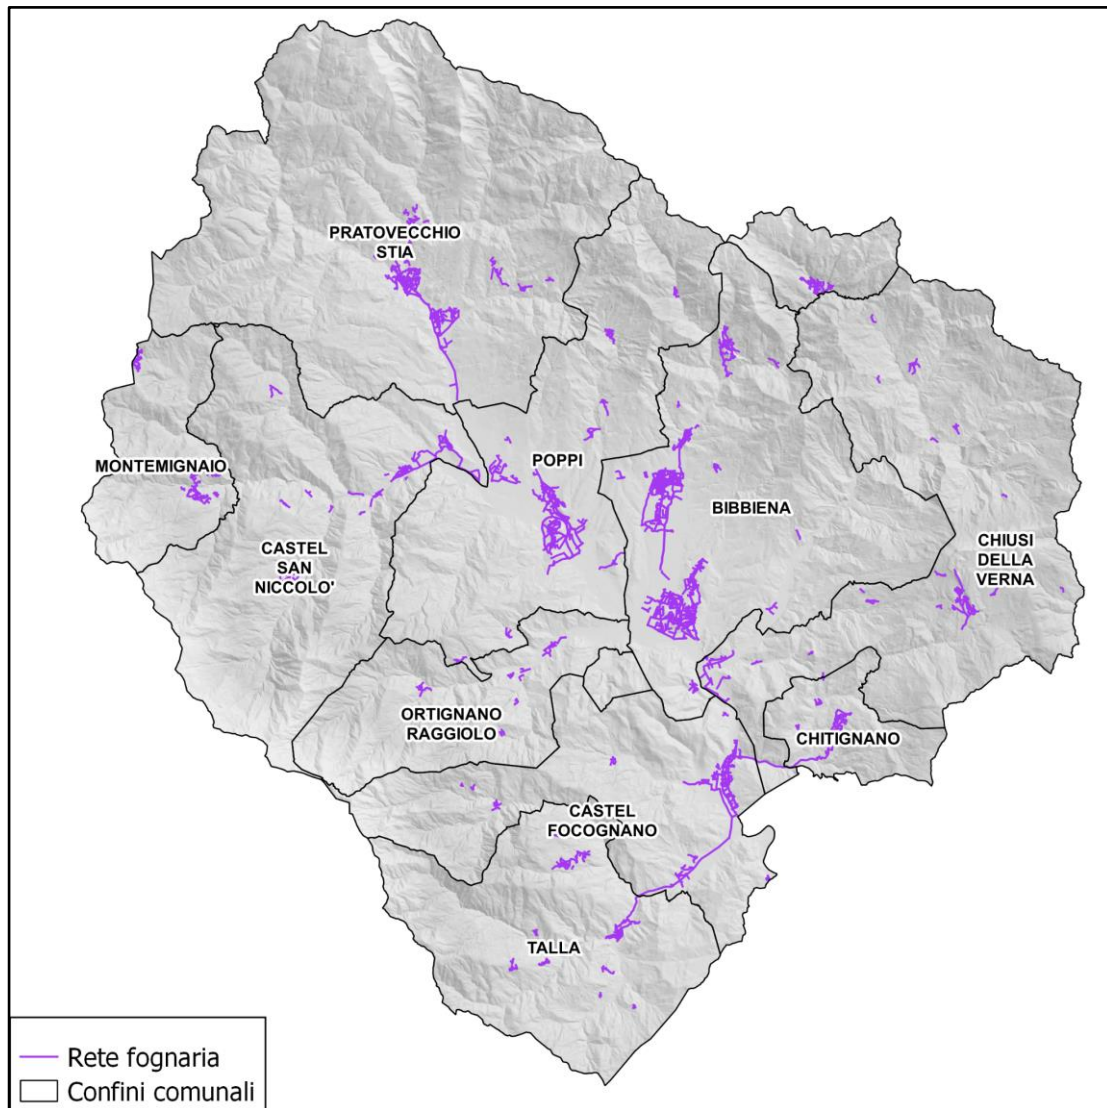 PRATOVECCHIO
STIA
MONTEMIGNAIO
POPPI
BIBBIENA
CASTEL
SAN
NICCOLO'
CHIUSI
DELLA
VERNA
ORTIGNANO
RAGGIOLO
CHITIGNANO
CASTEL
FOCOGNANO
TALLA
Rete fognaria
Confini comunali